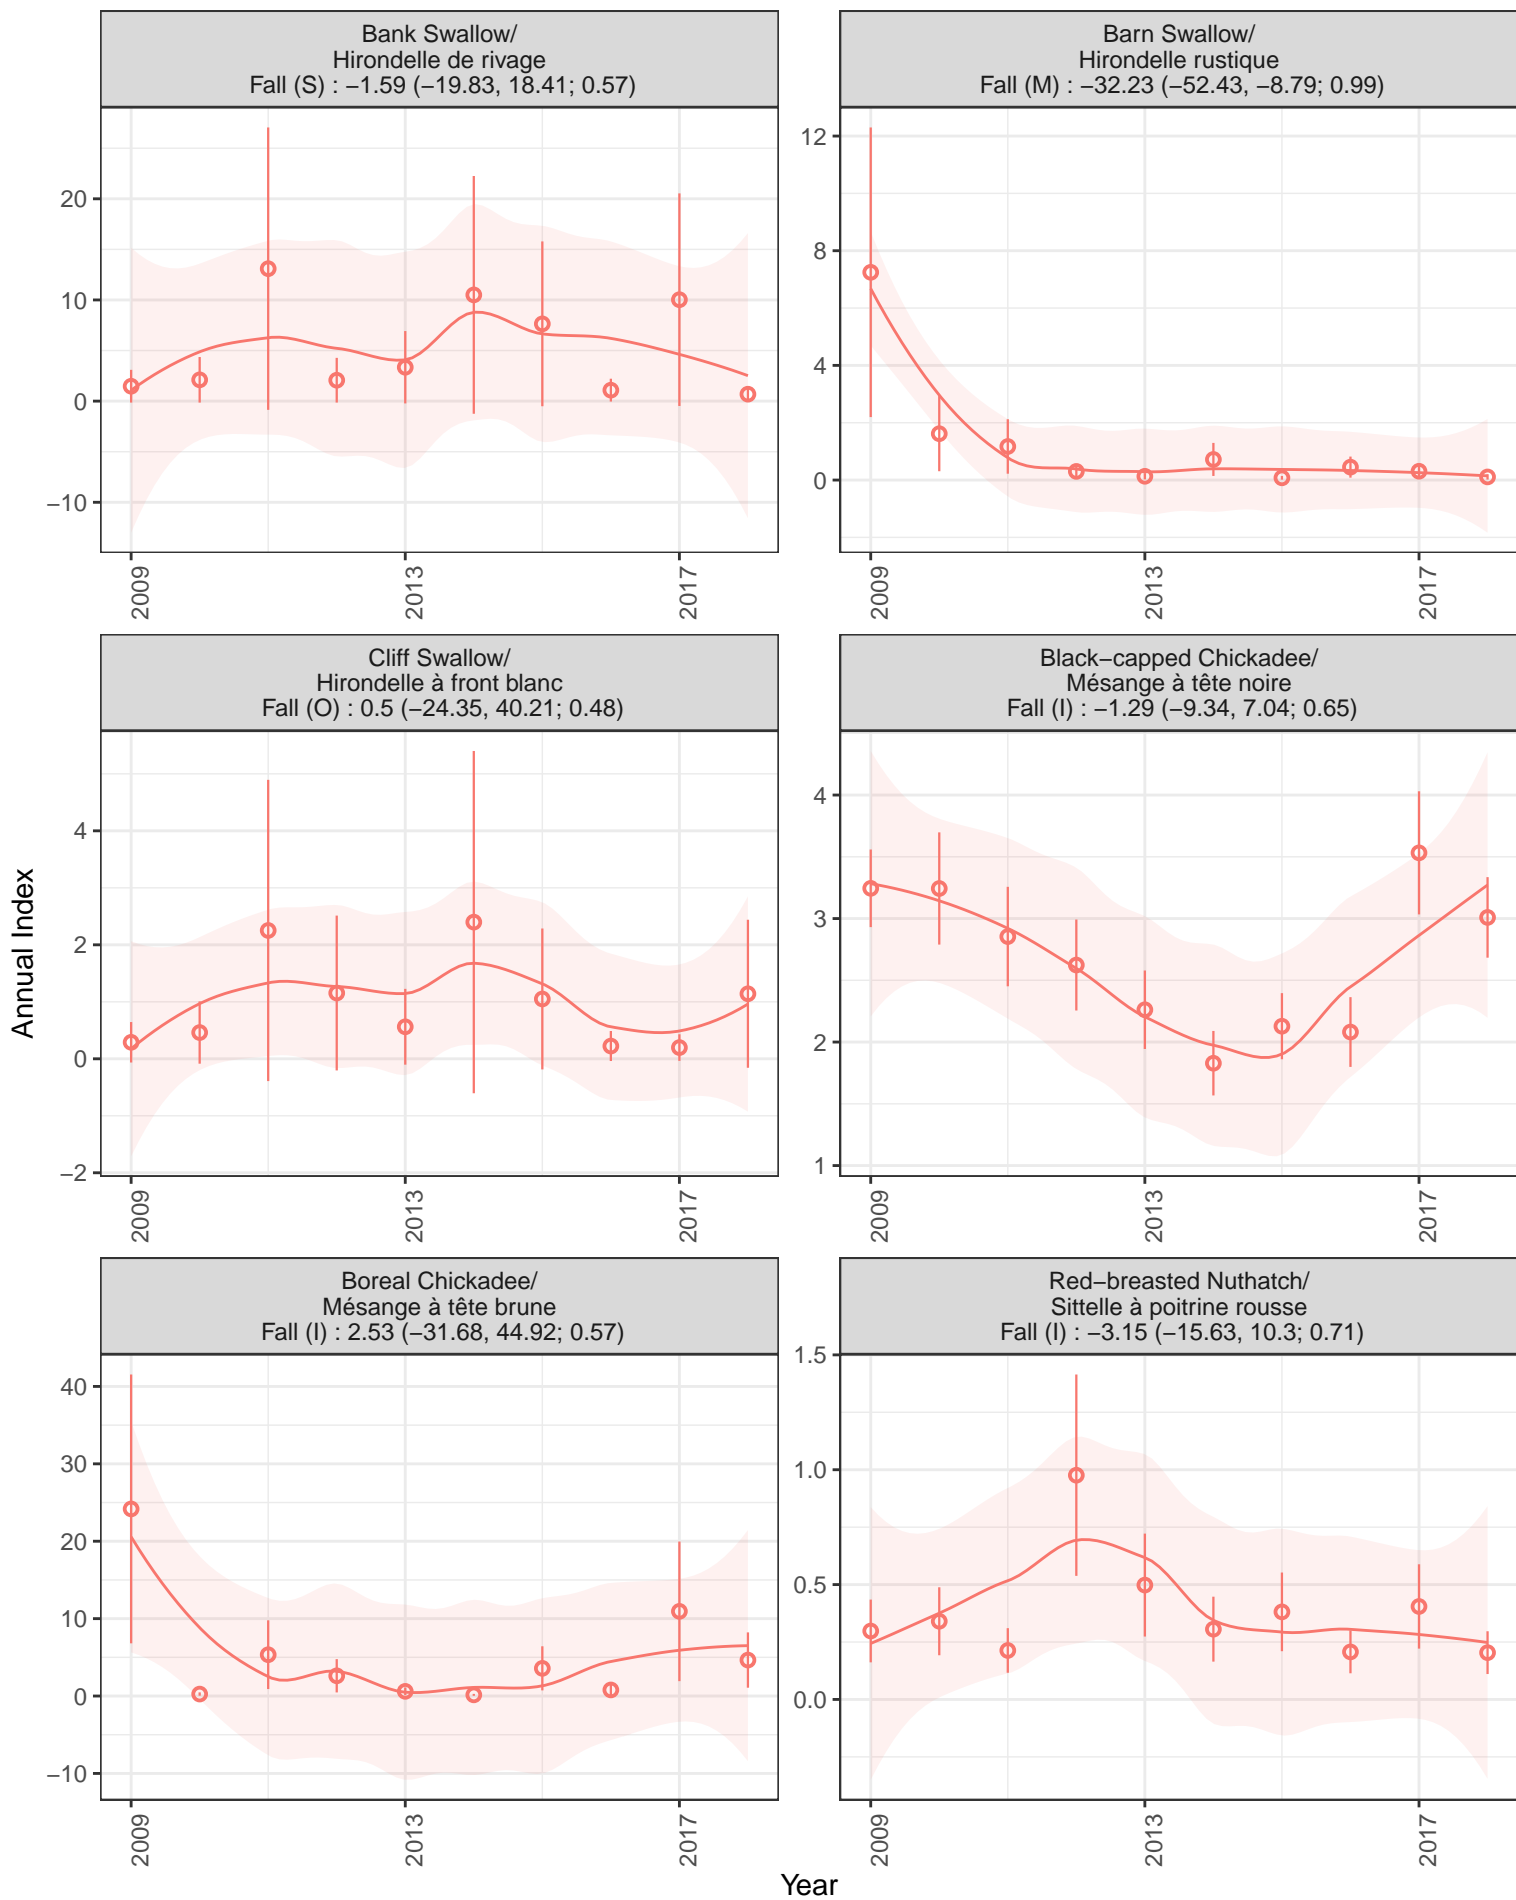 Bank Swallow/
Hirondelle de rivage
Fall (S) : −1.59 (−19.83, 18.41; 0.57)
Barn Swallow/
Hirondelle rustique
Fall (M) : −32.23 (−52.43, −8.79; 0.99)
20
10
0
−10
2009
2013
2017
12
8
4
0
2009
2013
2017
Cliff Swallow/
Hirondelle à front blanc
Fall (O) : 0.5 (−24.35, 40.21; 0.48)
Black−capped Chickadee/
Mésange à tête noire
Fall (I) : −1.29 (−9.34, 7.04; 0.65)
4
2
0
−2
2009
2013
2017
4
3
2
1
2009
2013
2017
Annual Index
Boreal Chickadee/
Mésange à tête brune
Fall (I) : 2.53 (−31.68, 44.92; 0.57)
Red−breasted Nuthatch/
Sittelle à poitrine rousse
Fall (I) : −3.15 (−15.63, 10.3; 0.71)
40
30
20
10
0
−10
2009
2013
2017
1.5
1.0
0.5
0.0
2009
2013
2017
Year